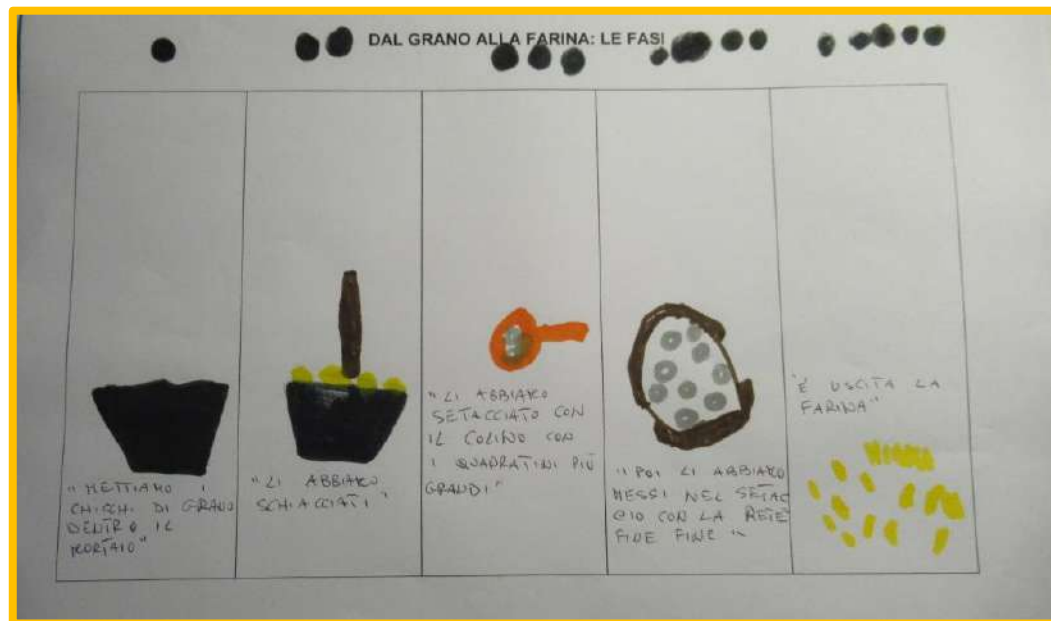 DAL GRANO ALLA FARINA: LE FASI
"METTIAMO I
CHICCHI DI GRANO
DENTRO IL
MORTAIO"
"LI ABBIAMO
SCHIACCIATI"
"LI ABBIAMO
SETACCIATO CON
IL COLINO CON
I QUADRATINI PIÙ
GRANDI"
"POI LI ABBIAMO
MESSI NEL SETAC
CIO CON LA RETE
FINE FINE"
"È USCITA LA
FARINA"